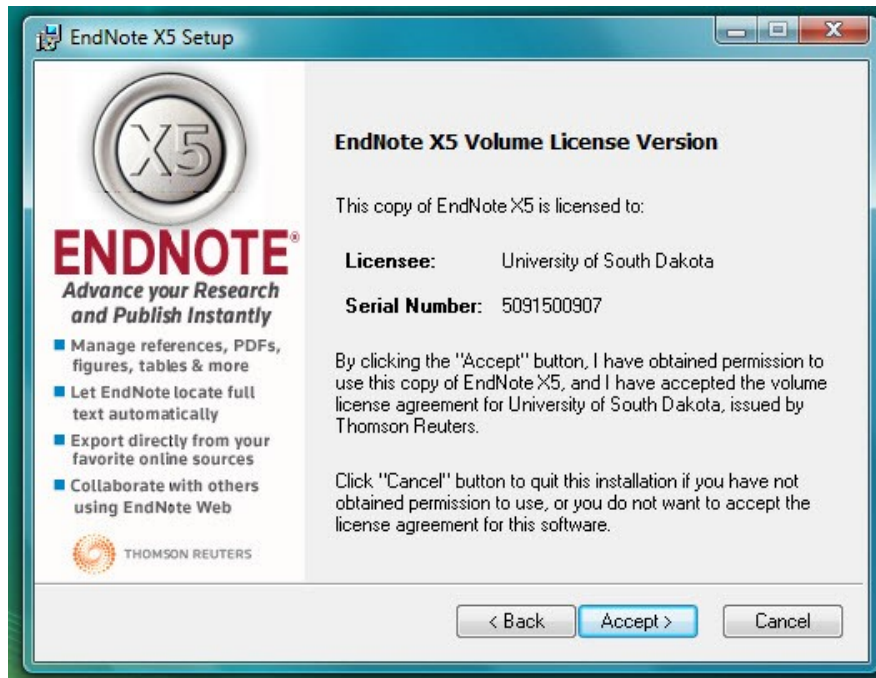 EndNote X5 Setup
X5
ENDNOTE®
Advance your Research
and Publish Instantly
Manage references, PDFs,
figures, tables & more
Let EndNote locate full
text automatically
Export directly from your
favorite online sources
Collaborate with others
using EndNote Web
THOMSON REUTERS
EndNote X5 Volume License Version
This copy of EndNote X5 is licensed to:
Licensee: University of South Dakota
Serial Number: 5091500907
By clicking the "Accept" button, I have obtained permission to
use this copy of EndNote X5, and I have accepted the volume
license agreement for University of South Dakota, issued by
Thomson Reuters.
Click "Cancel" button to quit this installation if you have not
obtained permission to use, or you do not want to accept the
license agreement for this software.
< Back Accept > Cancel